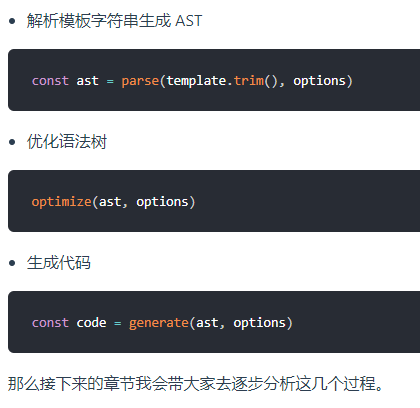 • 解析模板字符串生成 AST
const ast = parse(template.trim(), options)
• 优化语法树
optimize(ast, options)
• 生成代码
const code = generate(ast, options)
那么接下来的章节我会带大家去逐步分析这几个过程。